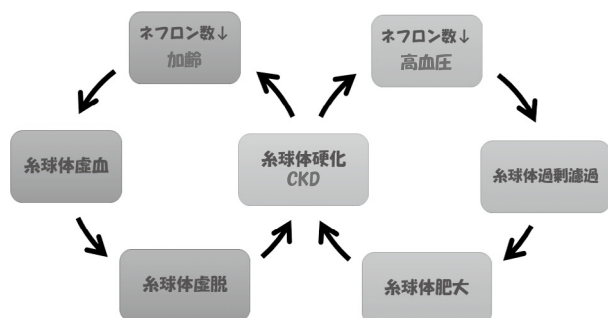 ネフロン数↓
加齢
ネフロン数↓
高血圧
糸球体虚血
糸球体硬化
CKD
糸球体過剰濾過
糸球体虚脱
糸球体肥大